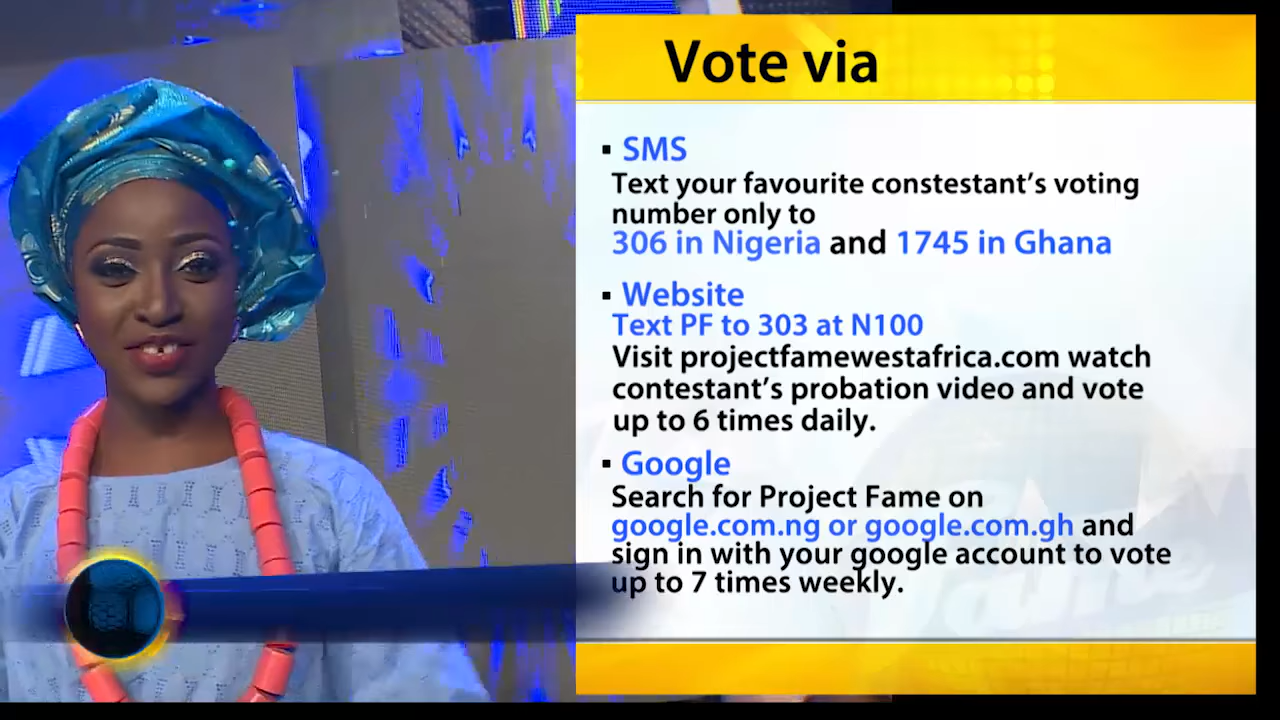 Vote via
▪ SMS
Text your favourite constestant's voting
number only to
306 in Nigeria and 1745 in Ghana
▪ Website
Text PF to 303 at N100
Visit projectfamewestafrica.com watch
contestant's probation video and vote
up to 6 times daily.
▪ Google
Search for Project Fame on
google.com.ng or google.com.gh and
sign in with your google account to vote
up to 7 times weekly.